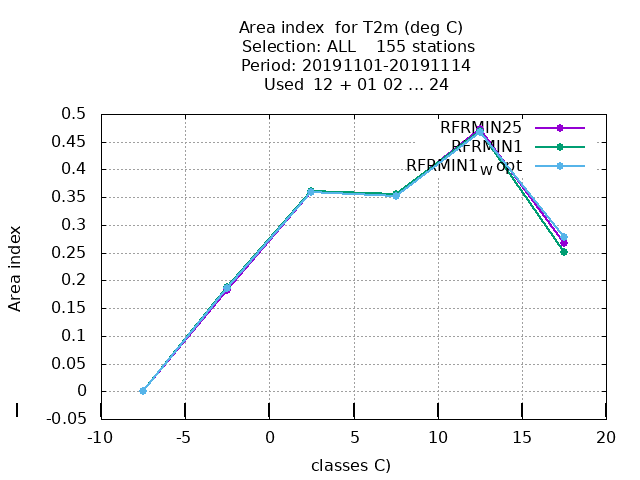 Area index  for T2m (deg C)
Selection: ALL    155 stations
Period: 20191101-20191114
Used  12 + 01 02 ... 24
0.5
0.45
0.4
0.35
0.3
0.25
0.2
0.15
0.1
0.05
0
-0.05
RFRMIN25
RFRMIN1
RFRMIN1W opt
Area index
-10 -5 0 5 10 15 20
classes C)